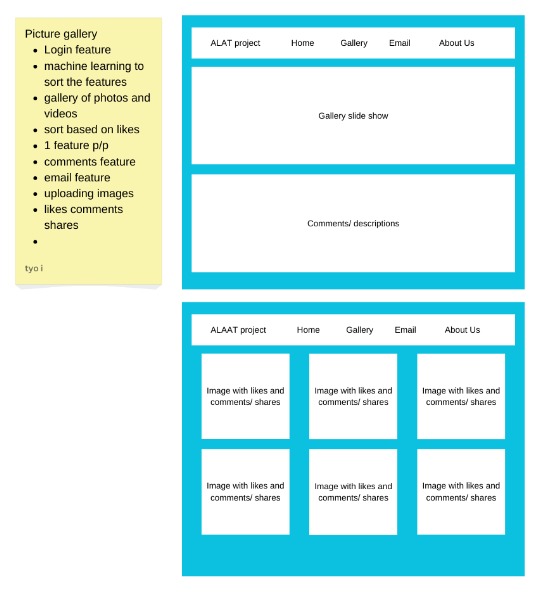 Picture gallery
Login feature
machine learning to
sort the features
gallery of photos and
videos
sort based on likes
1 feature p/p
comments feature
email feature
uploading images
likes comments
shares
tyo i
ALAT project Home Gallery Email About Us
Gallery slide show
Comments/ descriptions
ALAAT project Home Gallery Email About Us
Image with likes and
comments/ shares
Image with likes and
comments/ shares
Image with likes and
comments/ shares
Image with likes and
comments/ shares
Image with likes and
comments/ shares
Image with likes and
comments/ shares